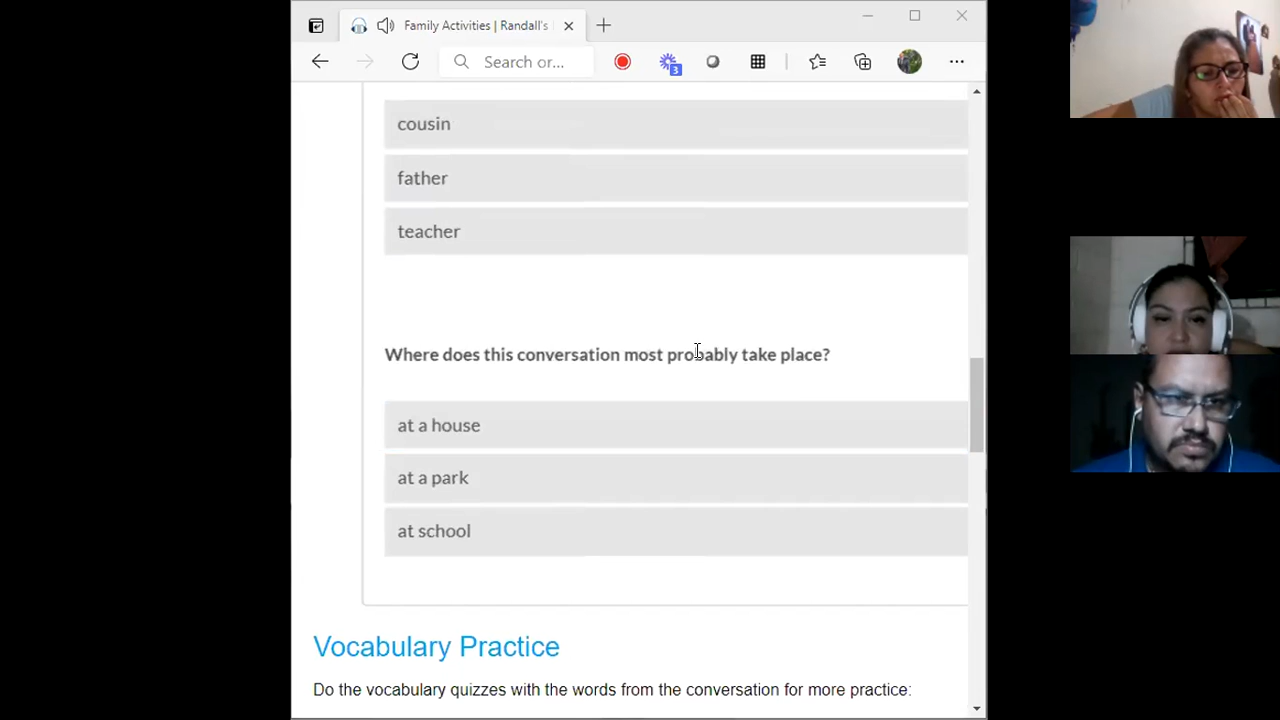 Family Activities | Randall's
Search or...
3
cousin
father
teacher
Where does this conversation most probably take place?
at a house
at a park
at school
Vocabulary Practice
Do the vocabulary quizzes with the words from the conversation for more practice: